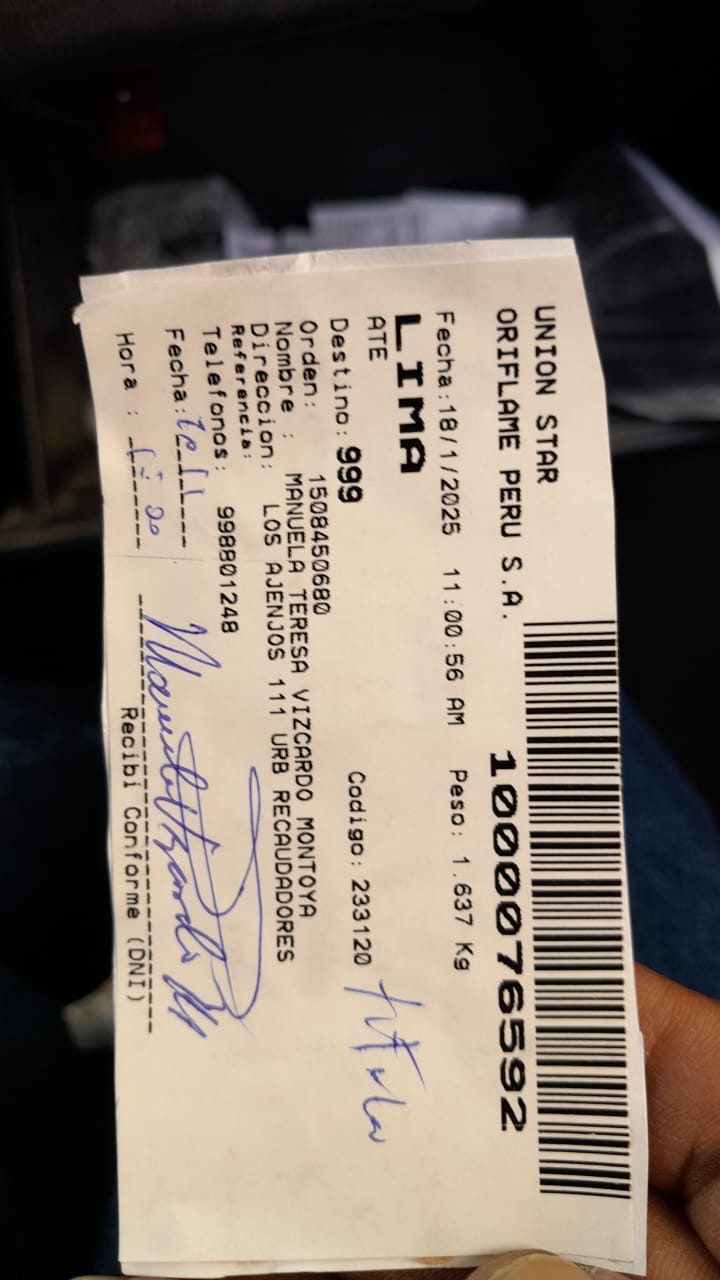 UNION STAR
ORIFLAME PERU S.A.
10000076592
Fecha:18/1/2025 11:00:56 AM Peso: 1.637 Kg
LIMA
ATE
Destino: 999 Codigo: 233120
Orden: 1508450680
Nombre : MANUELA TERESA VIZCARDO MONTOYA
Direccion: LOS AJENJOS 111 URB RECAUDADORES
Referencia:
Telefonos: 998801248
Fecha:
Hora :
Recibi Conforme (DNI)